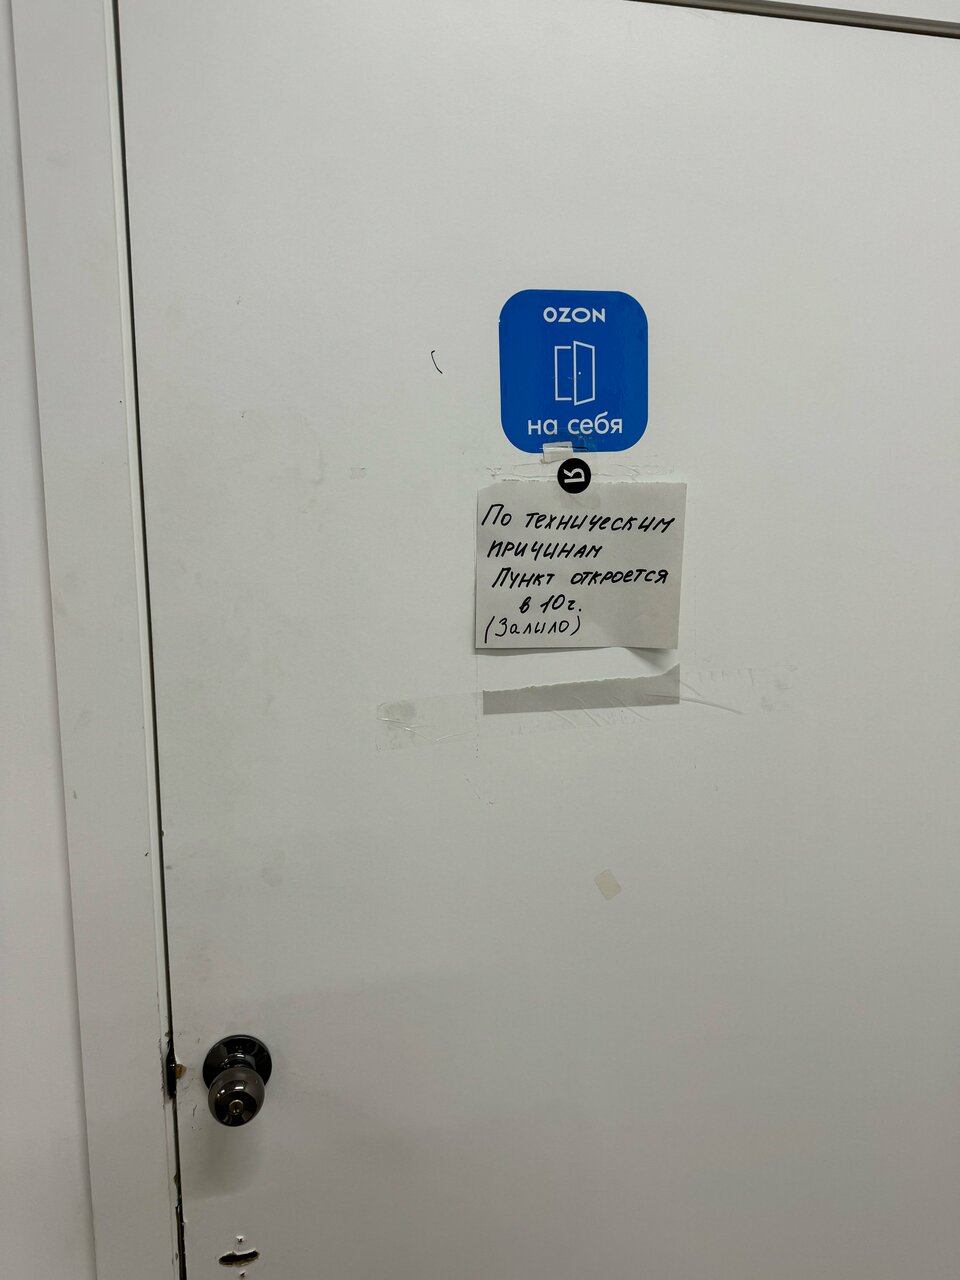 OZON
на себя
Я
По техническим
причинам
Пункт откроется
в 10ч.
(Залило)